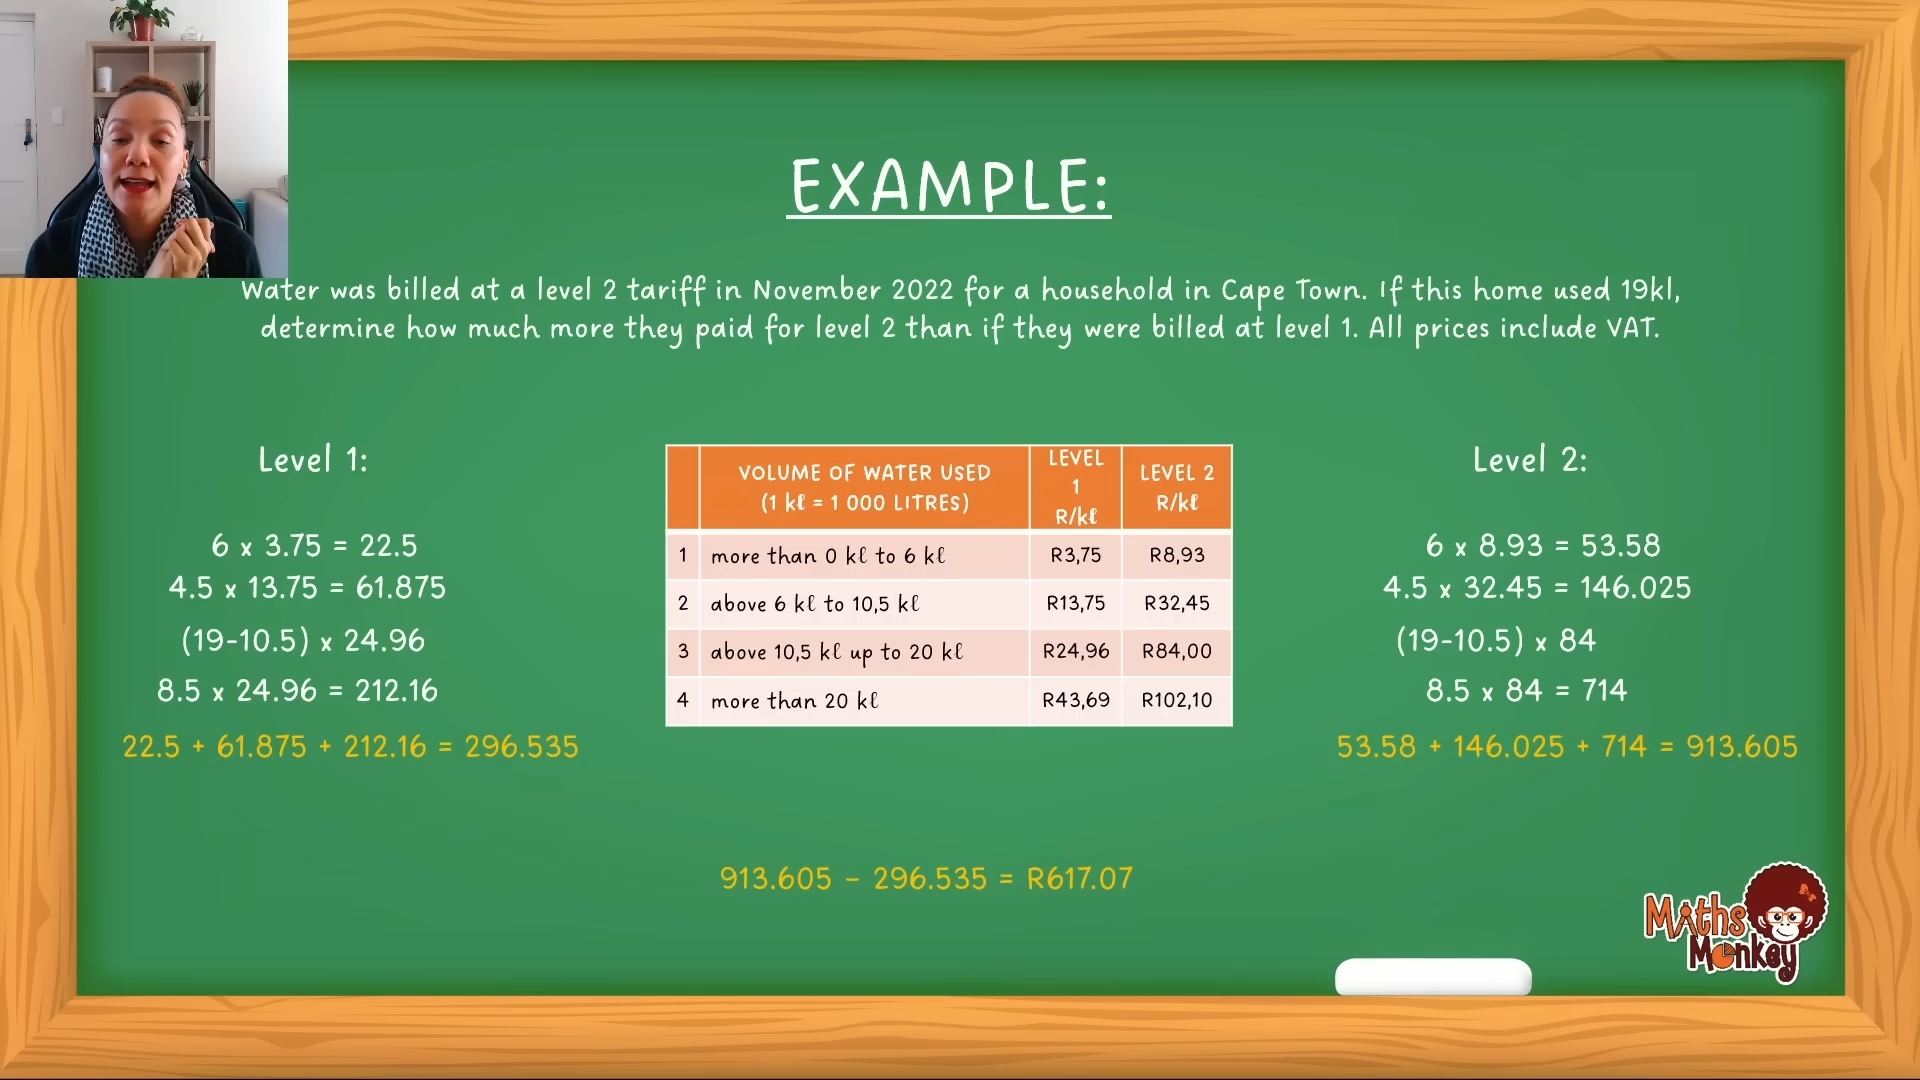 EXAMPLE:
Water was billed at a level 2 tariff in November 2022 for a household in Cape Town. If this home used 19kl,
determine how much more they paid for level 2 than if they were billed at level 1. All prices include VAT.
Level 1:
6 x 3.75 = 22.5
4.5 x 13.75 = 61.875
(19-10.5) x 24.96
8.5 x 24.96 = 212.16
22.5 + 61.875 + 212.16 = 296.535
VOLUME OF WATER USED (1 kℓ = 1 000 LITRES) LEVEL 1 R/kℓ LEVEL 2 R/kℓ
1 more than 0 kℓ to 6 kℓ R3,75 R8,93
2 above 6 kℓ to 10,5 kℓ R13,75 R32,45
3 above 10,5 kℓ up to 20 kℓ R24,96 R84,00
4 more than 20 kℓ R43,69 R102,10
Level 2:
6 x 8.93 = 53.58
4.5 x 32.45 = 146.025
(19-10.5) x 84
8.5 x 84 = 714
53.58 + 146.025 + 714 = 913.605
913.605 – 296.535 = R617.07
Maths
Monkey